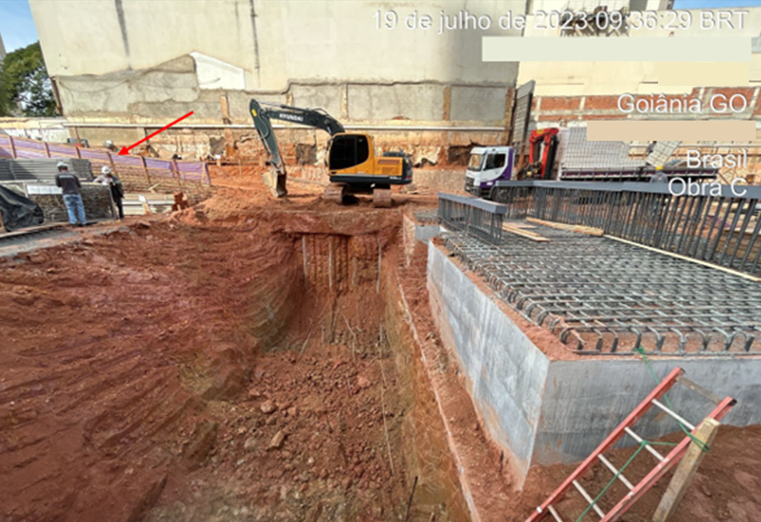 19 de julho de 2023 09:36:29 BRT
Goiânia GO
Brasil
Obra C
HYUNDAI